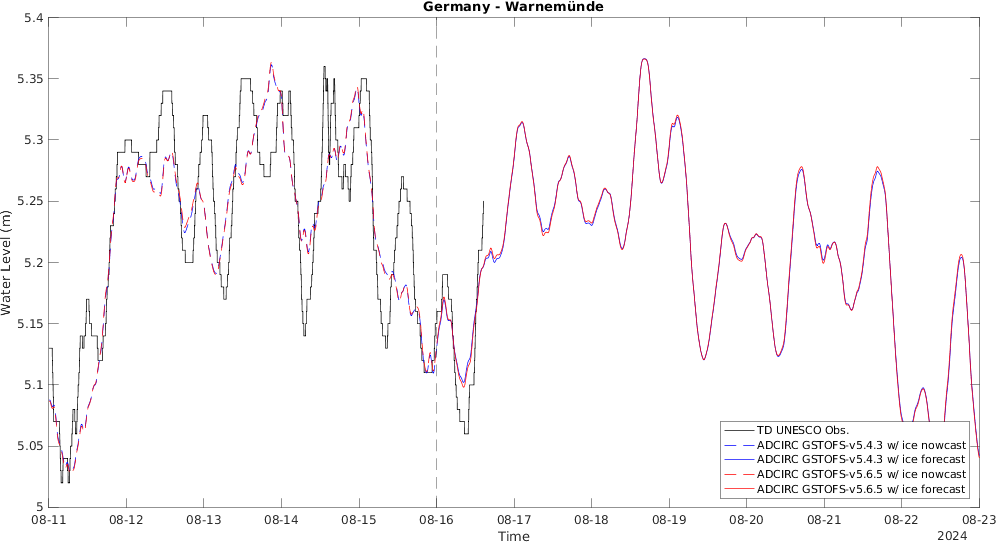 Germany - Warnemünde
5.4
5.35
5.3
5.25
5.2
5.15
5.1
5.05
5
Water Level (m)
TD UNESCO Obs.
ADCIRC GSTOFS-v5.4.3 w/ ice nowcast
ADCIRC GSTOFS-v5.4.3 w/ ice forecast
ADCIRC GSTOFS-v5.6.5 w/ ice nowcast
ADCIRC GSTOFS-v5.6.5 w/ ice forecast
08-11 08-12 08-13 08-14 08-15 08-16 08-17 08-18 08-19 08-20 08-21 08-22 08-23
Time
2024